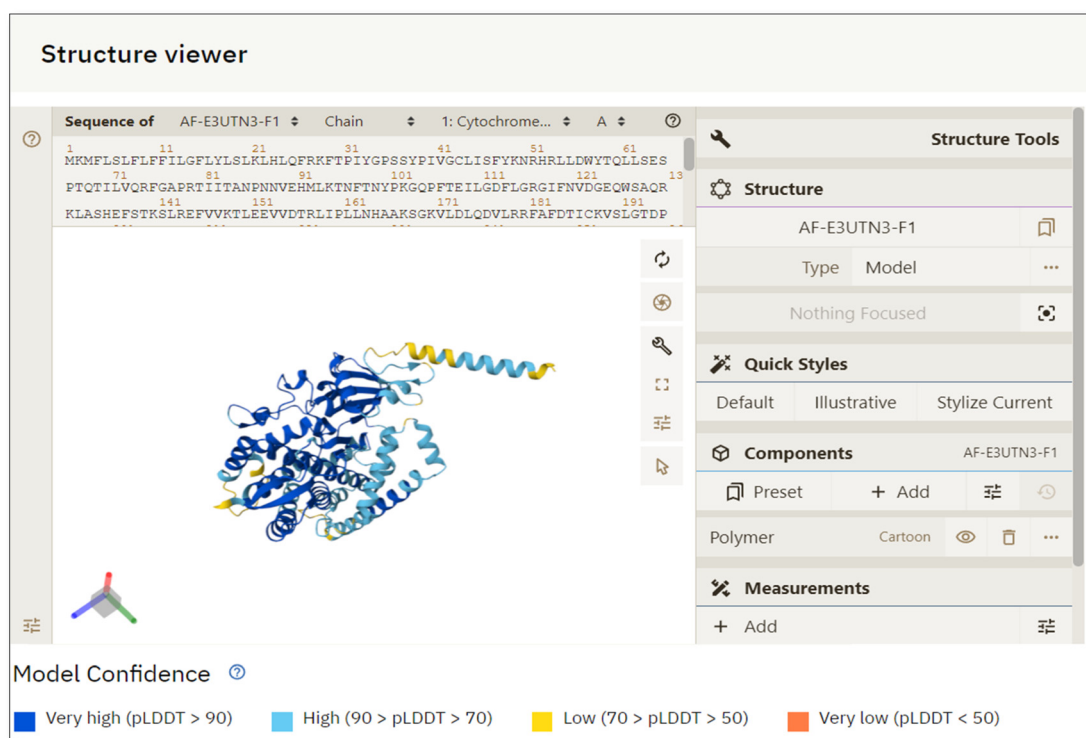 Structure viewer
Sequence of AF-E3UTN3-F1 Chain 1: Cytochrome... A
1 11 21 31 41 51 61
MKMFLSLFLFFILGFLYLSLKLHLQFRKFTPIYGPSSYPIVGCLISFYKNRHRLLDWYTQLLSES
71 81 91 101 111 121 13
PTQTILVQRFGAPRTIITANPNNVEHMLKTNFTNYPKGQPFTEILGDFLGRGIFNVDGEQWSAQR
141 151 161 171 181 191
KLASHEFSTKSLREFVVKTLEEVVDTRLIPLLNHAAKSGKVLDLQDVLRRFAFDTICKVSLGTDP
Structure Tools
Structure
AF-E3UTN3-F1
Type Model
Nothing Focused
Quick Styles
Default Illustrative Stylize Current
Components AF-E3UTN3-F1
Preset + Add
Polymer Cartoon
Measurements
+ Add
Model Confidence
Very high (pLDDT > 90) High (90 > pLDDT > 70) Low (70 > pLDDT > 50) Very low (pLDDT < 50)